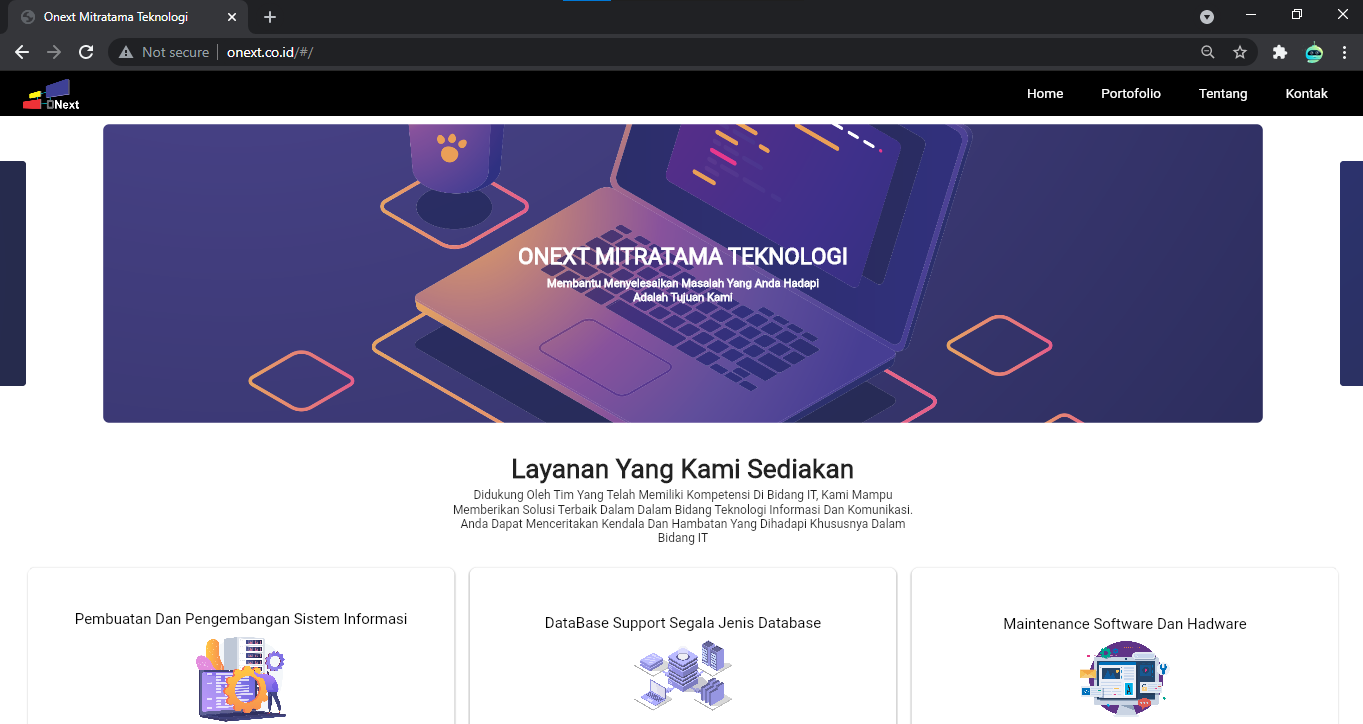 Onext Mitratama Teknologi
Not secure
onext.co.id/#/
ONext
Home
Portofolio
Tentang
Kontak
ONEXT MITRATAMA TEKNOLOGI
Membantu Menyelesaikan Masalah Yang Anda Hadapi
Adalah Tujuan Kami
Layanan Yang Kami Sediakan
Didukung Oleh Tim Yang Telah Memiliki Kompetensi Di Bidang IT, Kami Mampu
Memberikan Solusi Terbaik Dalam Dalam Bidang Teknologi Informasi Dan Komunikasi.
Anda Dapat Menceritakan Kendala Dan Hambatan Yang Dihadapi Khususnya Dalam
Bidang IT
Pembuatan Dan Pengembangan Sistem Informasi
DataBase Support Segala Jenis Database
Maintenance Software Dan Hadware